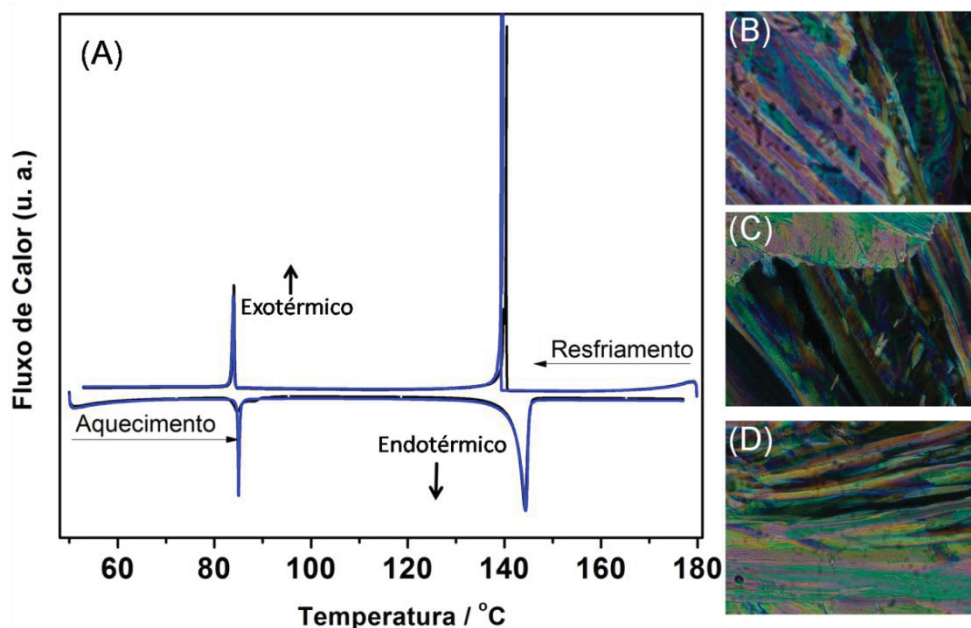 (A)
Fluxo de Calor (u. a.)
Exotérmico
Resfriamento
Aquecimento
Endotérmico
60 80 100 120 140 160 180
Temperatura / °C
(B)
(C)
(D)